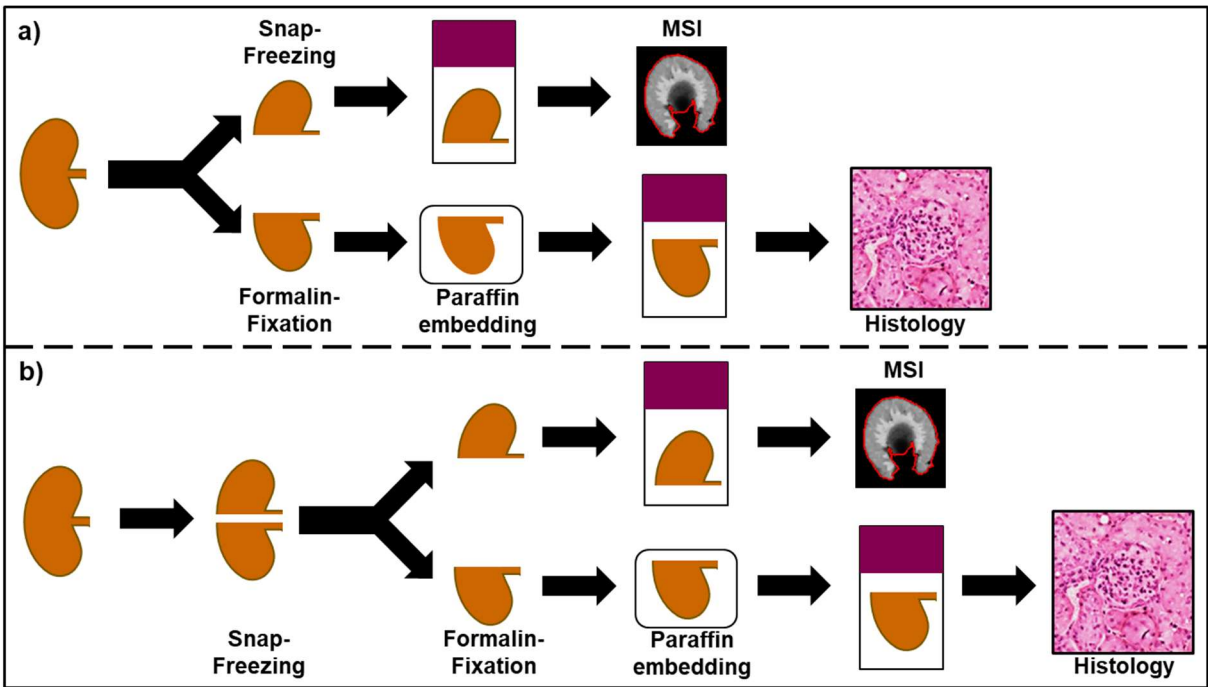 a)
Snap-
Freezing
MSI
Formalin-
Fixation
Paraffin
embedding
Histology
b)
MSI
Snap-
Freezing
Formalin-
Fixation
Paraffin
embedding
Histology